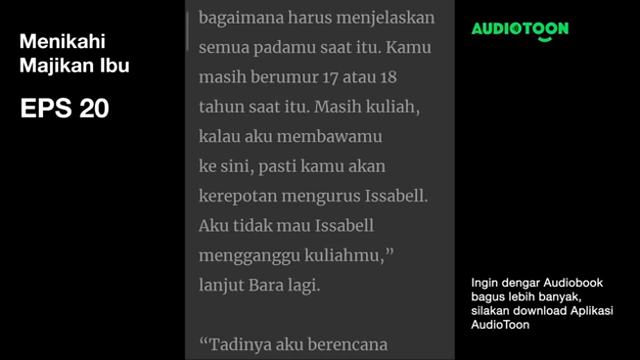 Menikahi
Majikan Ibu
EPS 20
bagaimana harus menjelaskan
semua padamu saat itu. Kamu
masih berumur 17 atau 18
tahun saat itu. Masih kuliah,
kalau aku membawamu
ke sini, pasti kamu akan
kerepotan mengurus Issabell.
Aku tidak mau Issabell
mengganggu kuliahmu,”
lanjut Bara lagi.
“Tadinya aku berencana
AUDIOTOON
Ingin dengar Audiobook
bagus lebih banyak,
silakan download Aplikasi
AudioToon